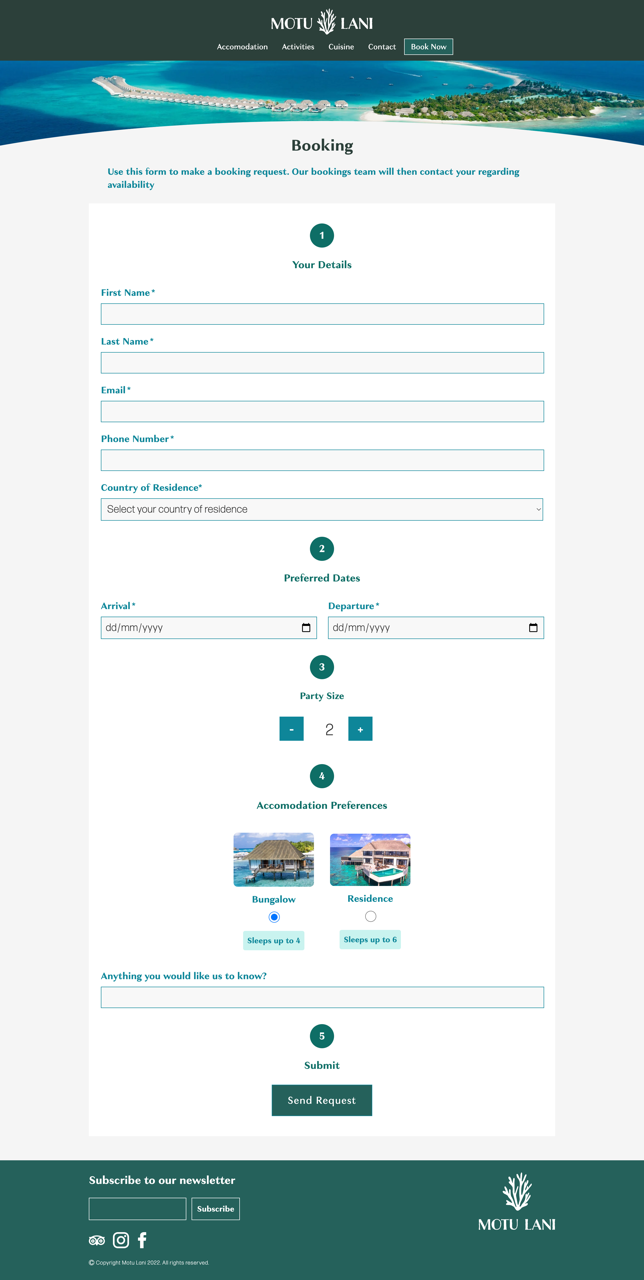 MOTU LANI
Accomodation Activities Cuisine Contact Book Now
Booking
Use this form to make a booking request. Our bookings team will then contact your regarding
availability
1
Your Details
First Name*
Last Name*
Email*
Phone Number*
Country of Residence*
Select your country of residence
2
Preferred Dates
Arrival* Departure*
dd/mm/yyyy dd/mm/yyyy
3
Party Size
- 2 +
4
Accomodation Preferences
Bungalow Residence
Sleeps up to 4 Sleeps up to 6
Anything you would like us to know?
5
Submit
Send Request
Subscribe to our newsletter
Subscribe
MOTU LANI
© Copyright Motu Lani 2022. All rights reserved.